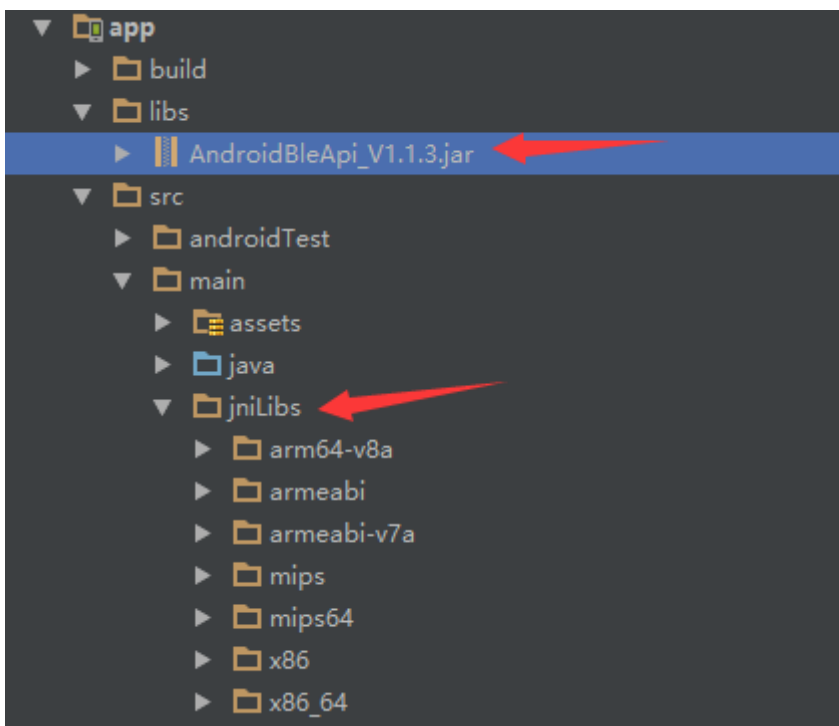 app
build
libs
AndroidBleApi_V1.1.3.jar
src
androidTest
main
assets
java
jniLibs
arm64-v8a
armeabi
armeabi-v7a
mips
mips64
x86
x86_64